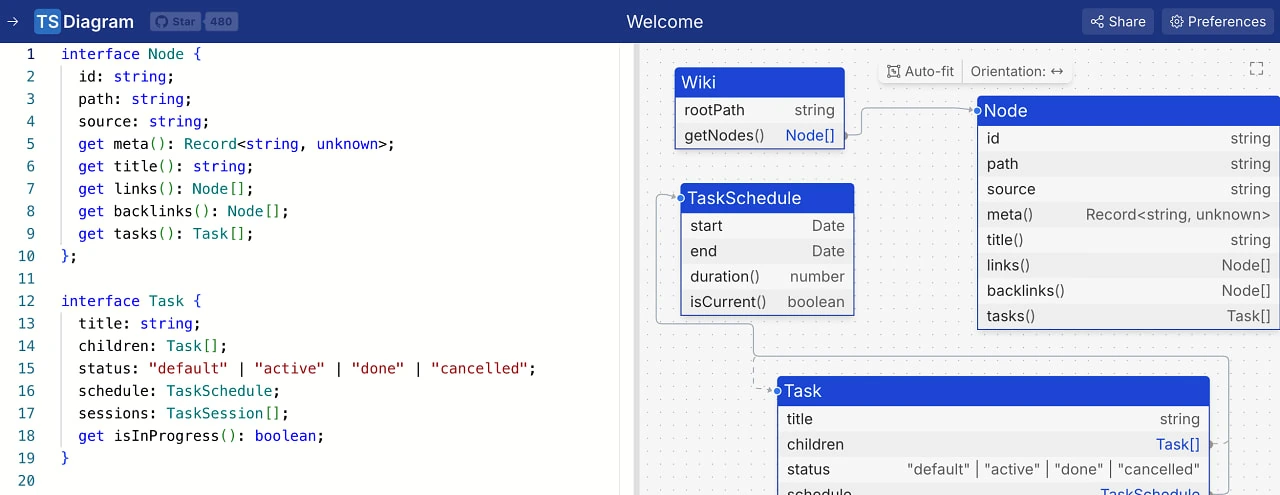 → TS Diagram Star 480 Welcome Share Preferences
1 interface Node {
2 id: string;
3 path: string;
4 source: string;
5 get meta(): Record<string, unknown>;
6 get title(): string;
7 get links(): Node[];
8 get backlinks(): Node[];
9 get tasks(): Task[];
10 };
11
12 interface Task {
13 title: string;
14 children: Task[];
15 status: "default" | "active" | "done" | "cancelled";
16 schedule: TaskSchedule;
17 sessions: TaskSession[];
18 get isInProgress(): boolean;
19 }
20
Auto-fit Orientation: ↔
Wiki
rootPath string
getNodes() Node[]
Node
id string
path string
source string
meta() Record<string, unknown>
title() string
links() Node[]
backlinks() Node[]
tasks() Task[]
TaskSchedule
start Date
end Date
duration() number
isCurrent() boolean
Task
title string
children Task[]
status "default" | "active" | "done" | "cancelled"
schedule TaskSchedule